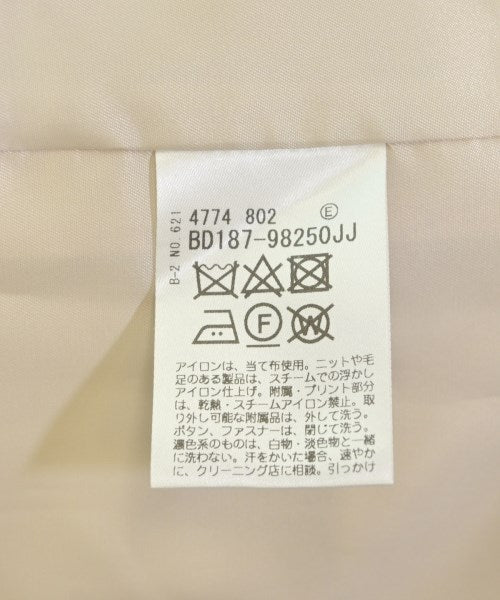 4774 802 Ⓔ
BD187-98250JJ
B-2 NO.621
F
W
アイロンは、当て布使用。ニットや毛
足のある製品は、スチームでの浮かし
アイロン仕上げ。附属・プリント部分
は、乾熱・スチームアイロン禁止。取
り外し可能な附属品は、外して洗う。
ボタン、ファスナーは、閉じて洗う。
濃色系のものは、白物・淡色物と一緒
に洗わない。汗をかいた場合、速やか
に、クリーニング店に相談。引っかけ